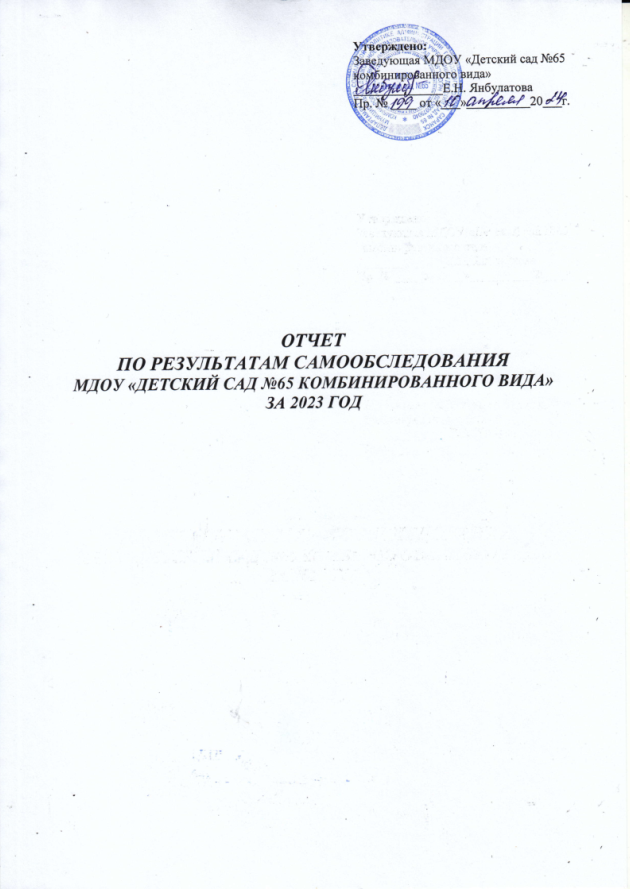 Утверждено:
Заведующая МДОУ «Детский сад №65
комбинированного вида»
Е.Н. Янбулатова
Пр. № 199 от « 10 » апреля 20 24 г.
ОТЧЕТ
ПО РЕЗУЛЬТАТАМ САМООБСЛЕДОВАНИЯ
МДОУ «ДЕТСКИЙ САД №65 КОМБИНИРОВАННОГО ВИДА»
ЗА 2023 ГОД